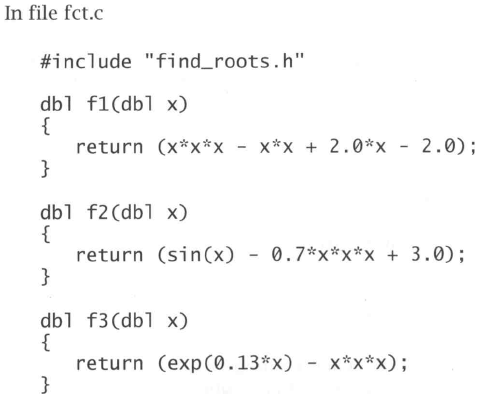 In file fct.c
#include "find_roots.h"
dbl f1(dbl x)
{
return (x*x*x - x*x + 2.0*x - 2.0);
}
dbl f2(dbl x)
{
return (sin(x) - 0.7*x*x*x + 3.0);
}
dbl f3(dbl x)
{
return (exp(0.13*x) - x*x*x);
}